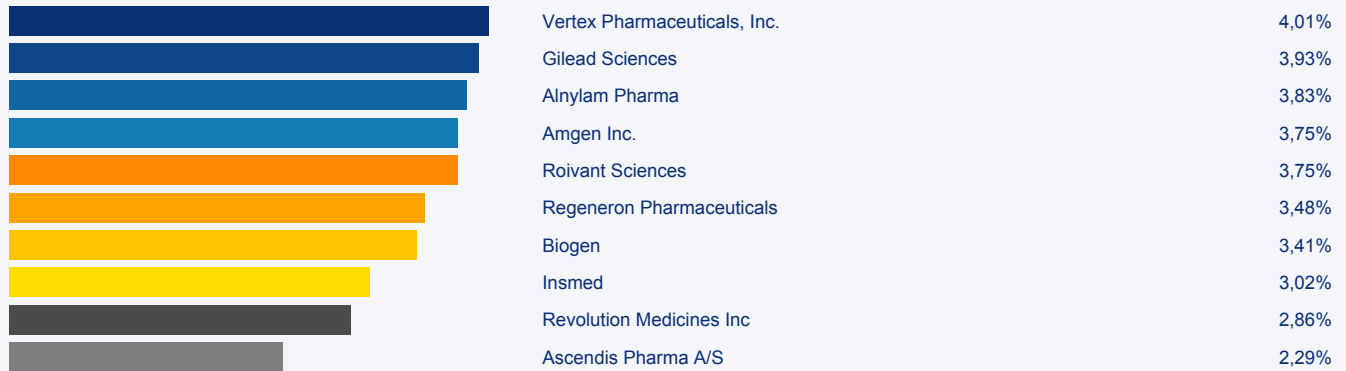 Vertex Pharmaceuticals, Inc. 4,01%
Gilead Sciences 3,93%
Alnylam Pharma 3,83%
Amgen Inc. 3,75%
Roivant Sciences 3,75%
Regeneron Pharmaceuticals 3,48%
Biogen 3,41%
Insmed 3,02%
Revolution Medicines Inc 2,86%
Ascendis Pharma A/S 2,29%